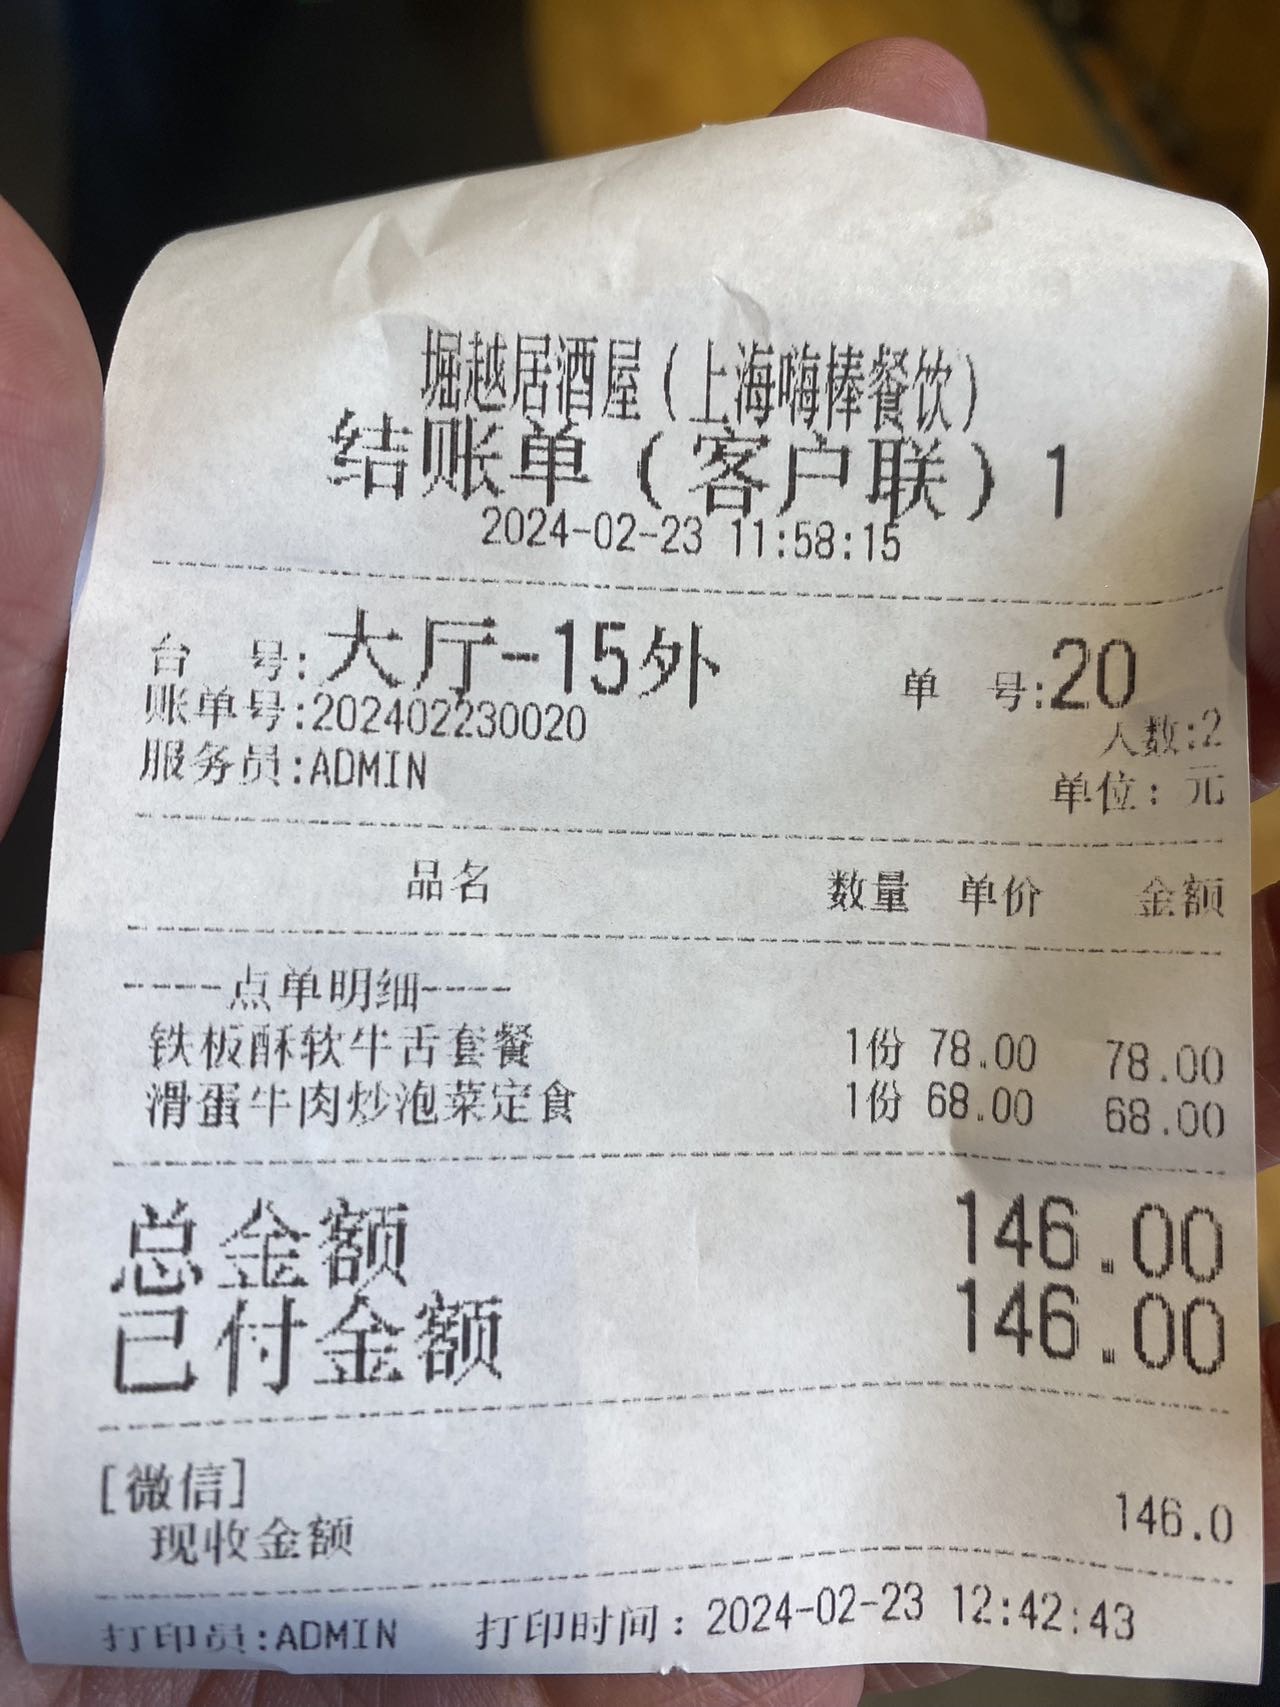 堀越居酒屋(上海嗨棒餐饮)
结账单(客户联)1
2024-02-23 11:58:15
台 号:大厅-15外 单 号:20
账单号:202402230020 人数:2
服务员:ADMIN 单位:元
品名 数量 单价 金额
----点单明细----
铁板酥软牛舌套餐 1份 78.00 78.00
滑蛋牛肉炒泡菜定食 1份 68.00 68.00
总金额 146.00
已付金额 146.00
[微信]
现收金额 146.0
打印员:ADMIN 打印时间:2024-02-23 12:42:43